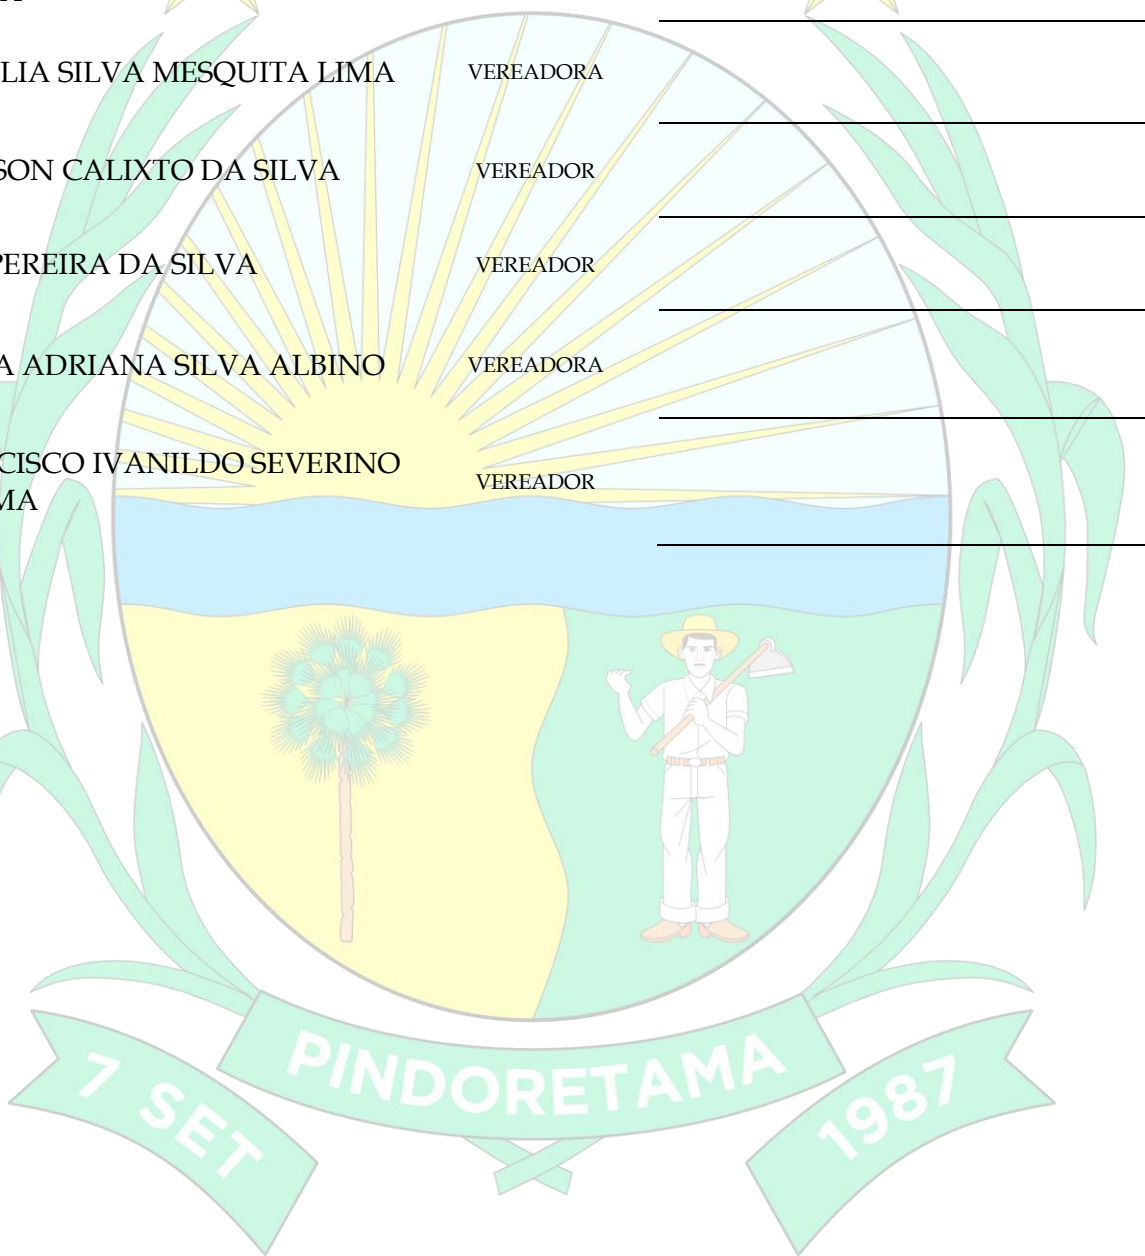 LIA SILVA MESQUITA LIMA VEREADORA
SON CALIXTO DA SILVA VEREADOR
PEREIRA DA SILVA VEREADOR
A ADRIANA SILVA ALBINO VEREADORA
CISCO IVANILDO SEVERINO
MA VEREADOR
PINDORETAMA
7 SET 1987